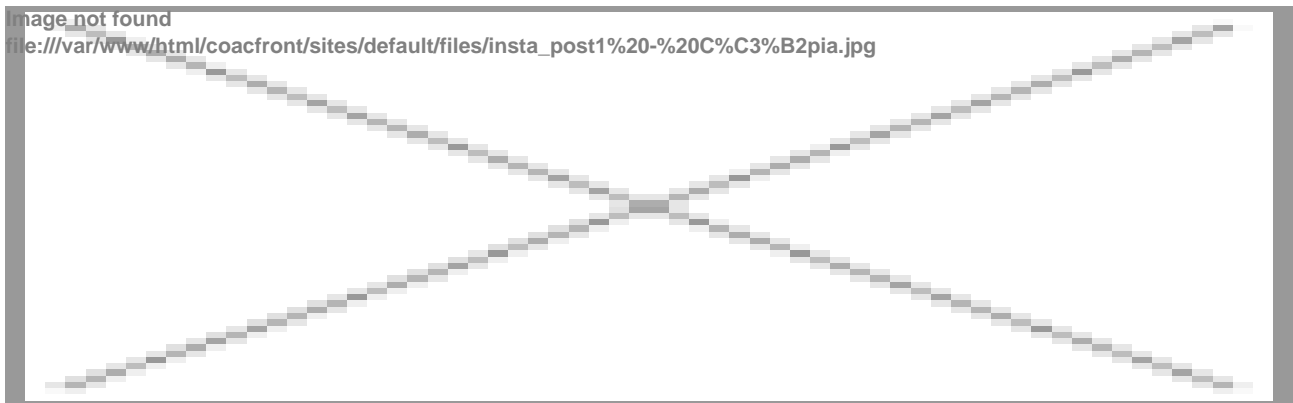 Image not found
file:///var/www/html/coacfront/sites/default/files/insta_post1%20-%20C%C3%B2pia.jpg